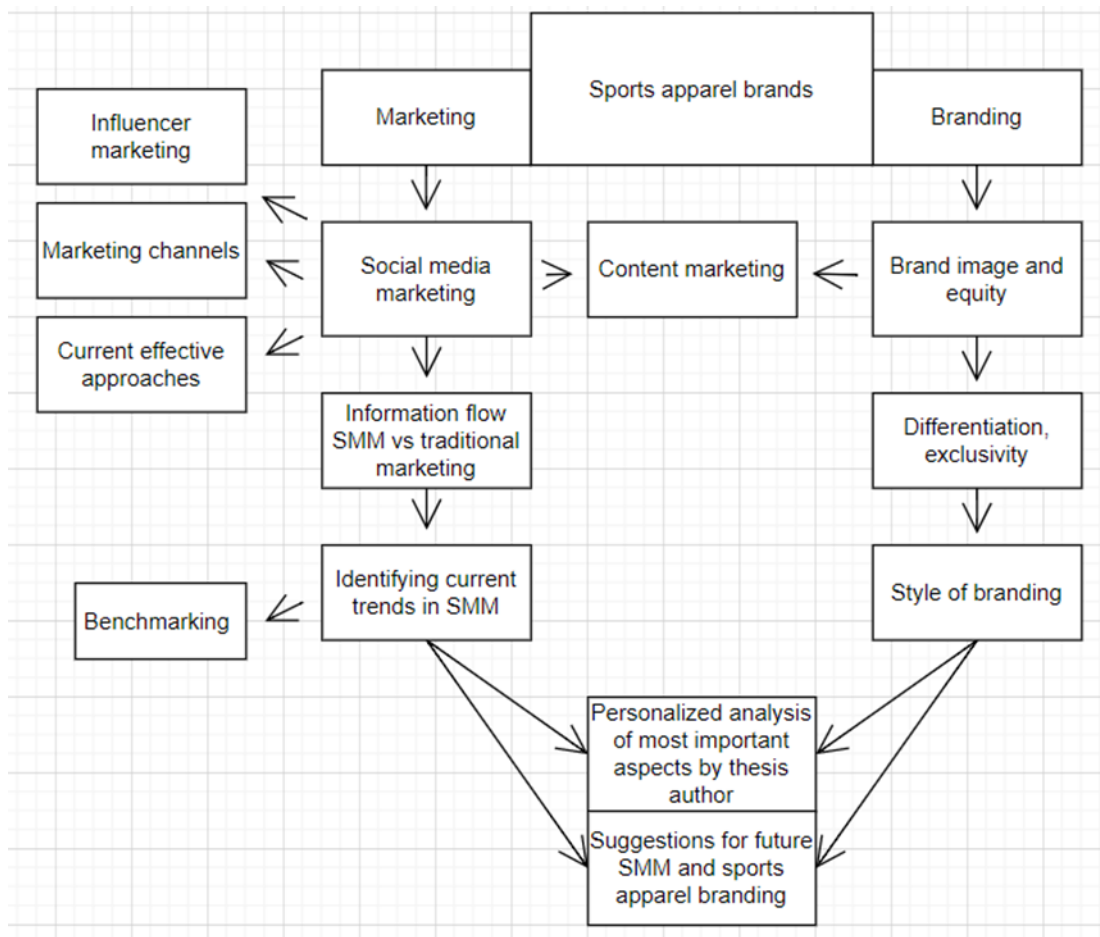 Sports apparel brands
Marketing
Branding
Influencer
marketing
Marketing channels
Social media
marketing
Content marketing
Brand image and
equity
Current effective
approaches
Information flow
SMM vs traditional
marketing
Differentiation,
exclusivity
Identifying current
trends in SMM
Style of branding
Benchmarking
Personalized analysis
of most important
aspects by thesis
author
Suggestions for future
SMM and sports
apparel branding